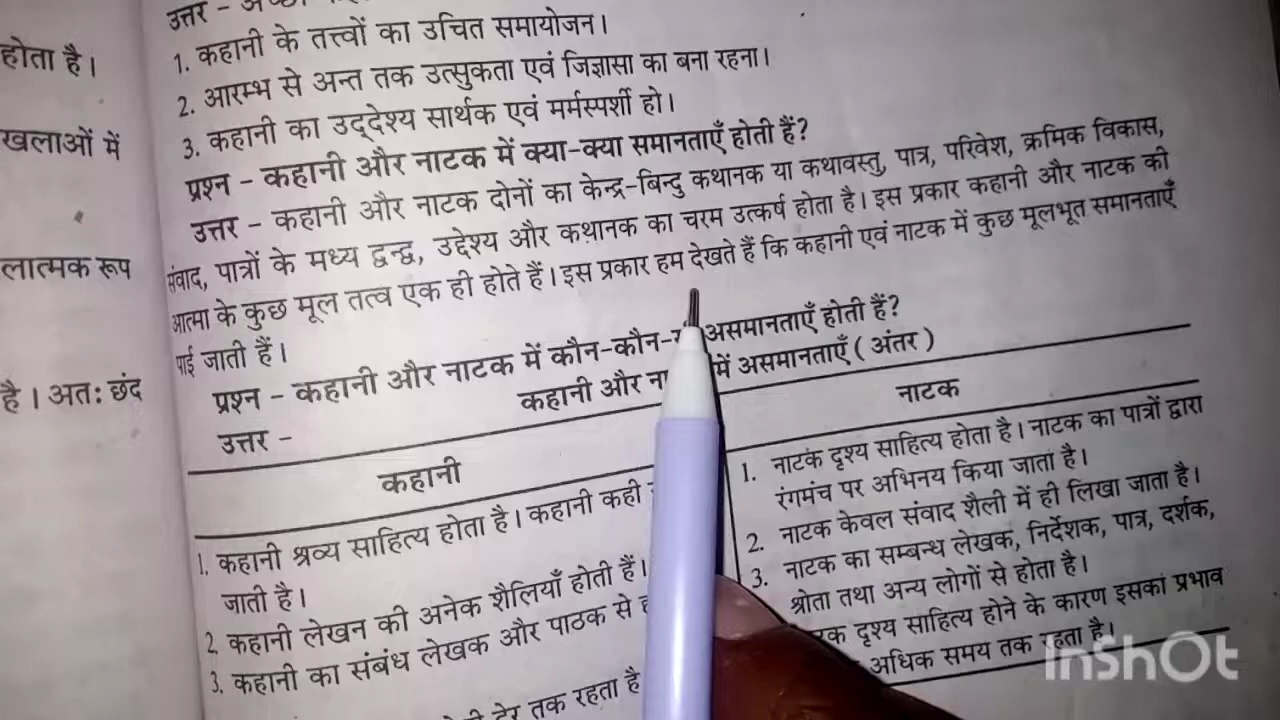 होता है।
खलाओं में
लात्मक रूप
है । अत: छंद
उत्तर –
1. कहानी के तत्त्वों का उचित समायोजन।
2. आरम्भ से अन्त तक उत्सुकता एवं जिज्ञासा का बना रहना।
3. कहानी का उद्देश्य सार्थक एवं मर्मस्पर्शी हो।
प्रश्न – कहानी और नाटक में क्या-क्या समानताएँ होती हैं?
उत्तर – कहानी और नाटक दोनों का केन्द्र-बिन्दु कथानक या कथावस्तु, पात्र, परिवेश, क्रमिक विकास,
संवाद, पात्रों के मध्य द्वन्द्व, उद्देश्य और कथानक का चरम उत्कर्ष होता है। इस प्रकार कहानी और नाटक की
आत्मा के कुछ मूल तत्व एक ही होते हैं। इस प्रकार हम देखते हैं कि कहानी एवं नाटक में कुछ मूलभूत समानताएँ
पाई जाती हैं।
प्रश्न – कहानी और नाटक में कौन-कौन- असमानताएँ होती हैं?
उत्तर – कहानी और ना में असमानताएँ ( अंतर )
कहानी
1. कहानी श्रव्य साहित्य होता है। कहानी कही
जाती है।
2. कहानी लेखन की अनेक शैलियाँ होती हैं।
3. कहानी का संबंध लेखक और पाठक से
देर तक रहता है
नाटक
1. नाटक दृश्य साहित्य होता है। नाटक का पात्रों द्वारा
रंगमंच पर अभिनय किया जाता है।
2. नाटक केवल संवाद शैली में ही लिखा जाता है।
3. नाटक का सम्बन्ध लेखक, निर्देशक, पात्र, दर्शक,
श्रोता तथा अन्य लोगों से होता है।
दृश्य साहित्य होने के कारण इसका प्रभाव
अधिक समय तक रहता है।
InShOt